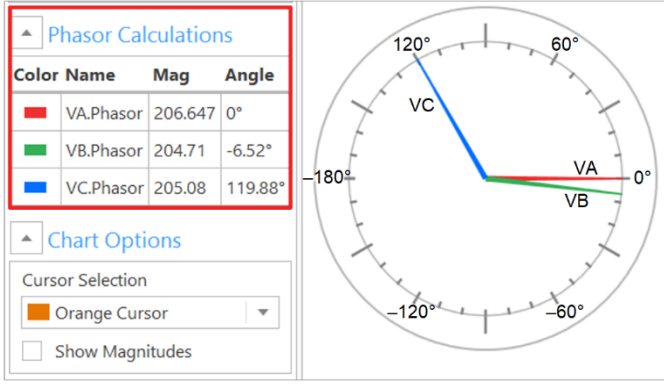 Phasor Calculations
Color Name Mag Angle
VA.Phasor 206.647 0°
VB.Phasor 204.71 -6.52°
VC.Phasor 205.08 119.88°
Chart Options
Cursor Selection
Orange Cursor
Show Magnitudes
120° 60°
VC
–180° VA 0°
VB
–120° –60°